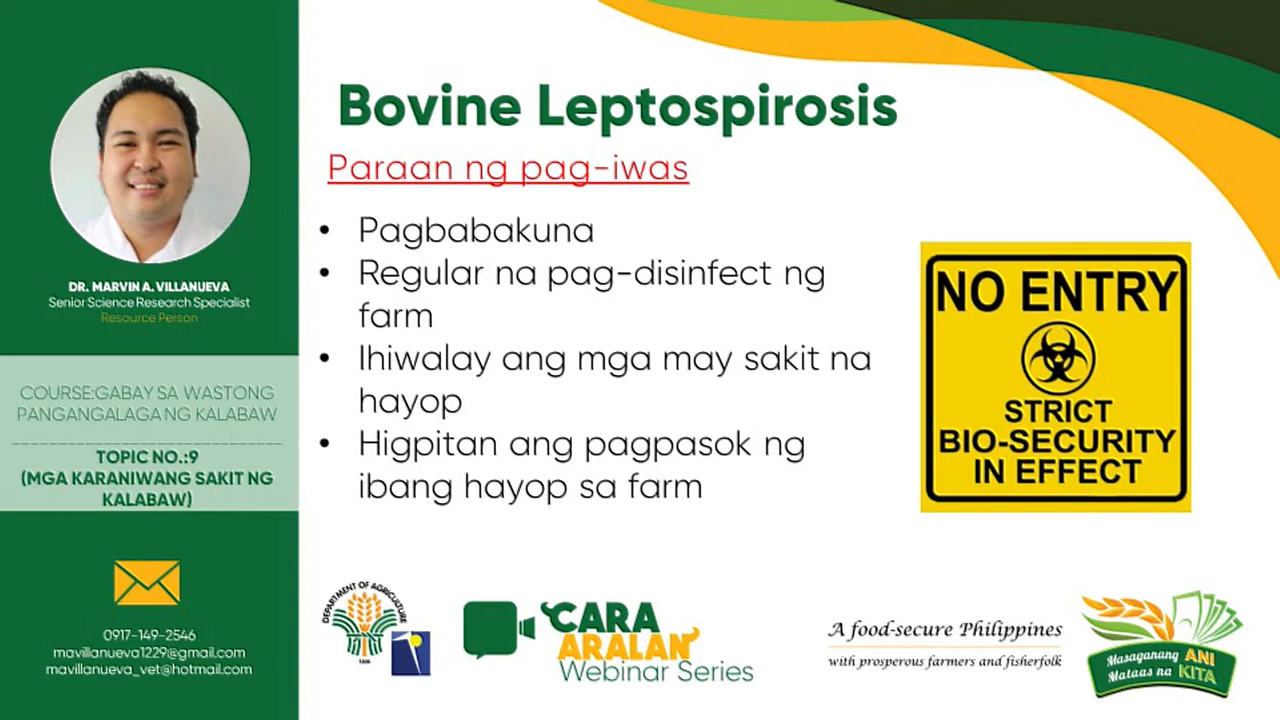 Bovine Leptospirosis
Paraan ng pag-iwas
• Pagbabakuna
• Regular na pag-disinfect ng
farm
• Ihiwalay ang mga may sakit na
hayop
• Higpitan ang pagpasok ng
ibang hayop sa farm
NO ENTRY
STRICT
BIO-SECURITY
IN EFFECT
DR. MARVIN A. VILLANUEVA
Senior Science Research Specialist
Resource Person
COURSE:GABAY SA WASTONG
PANGANGALAGA NG KALABAW
TOPIC NO.:9
(MGA KARANIWANG SAKIT NG
KALABAW)
0917-149-2546
mavillanueva1229@gmail.com
mavillanueva_vet@hotmail.com
DEPARTMENT OF AGRICULTURE
CARA
ARALAN
Webinar Series
A food-secure Philippines
with prosperous farmers and fisherfolk
Masaganang ANI
Mataas na KITA